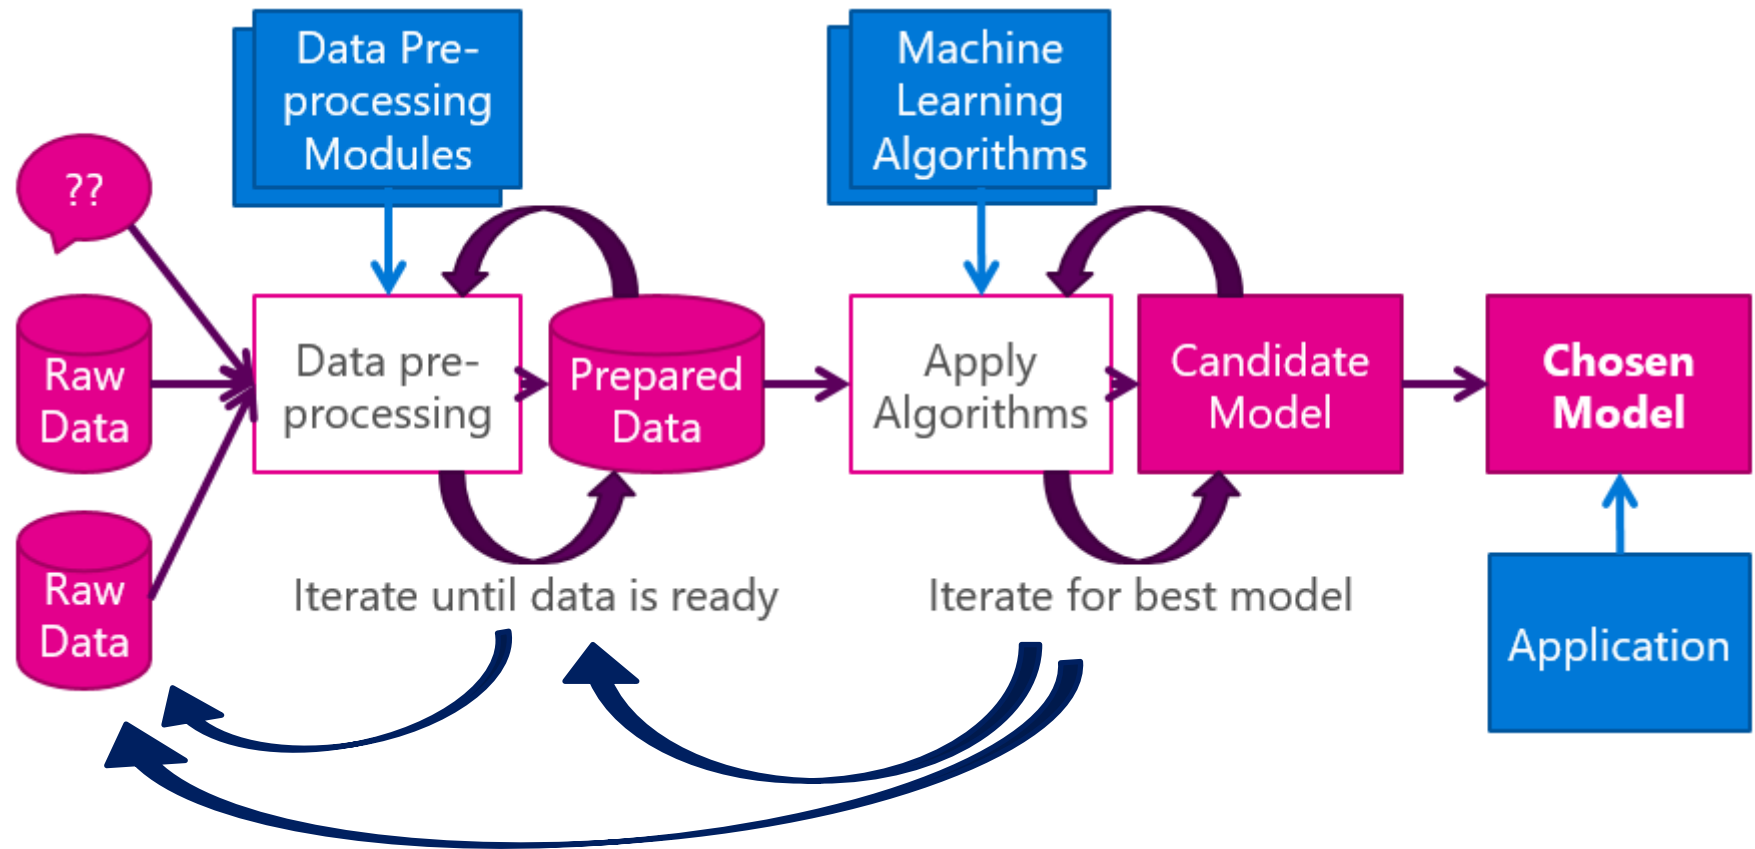 Data Pre-
processing
Modules
Machine
Learning
Algorithms
??
Raw
Data
Data pre-
processing
Prepared
Data
Apply
Algorithms
Candidate
Model
Chosen
Model
Raw
Data
Iterate until data is ready
Iterate for best model
Application